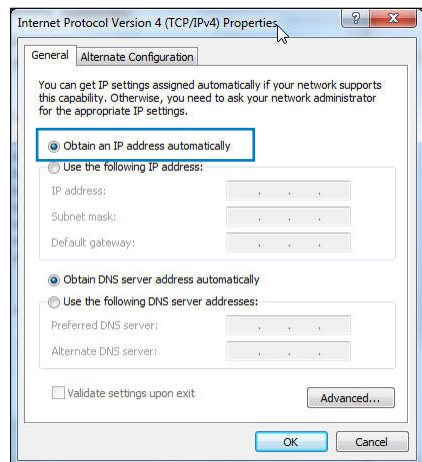 Internet Protocol Version 4 (TCP/IPv4) Properties
General
Alternate Configuration
You can get IP settings assigned automatically if your network supports
this capability. Otherwise, you need to ask your network administrator
for the appropriate IP settings.
Obtain an IP address automatically
Use the following IP address:
IP address:
Subnet mask:
Default gateway:
Obtain DNS server address automatically
Use the following DNS server addresses:
Preferred DNS server:
Alternate DNS server:
Validate settings upon exit
Advanced...
OK
Cancel